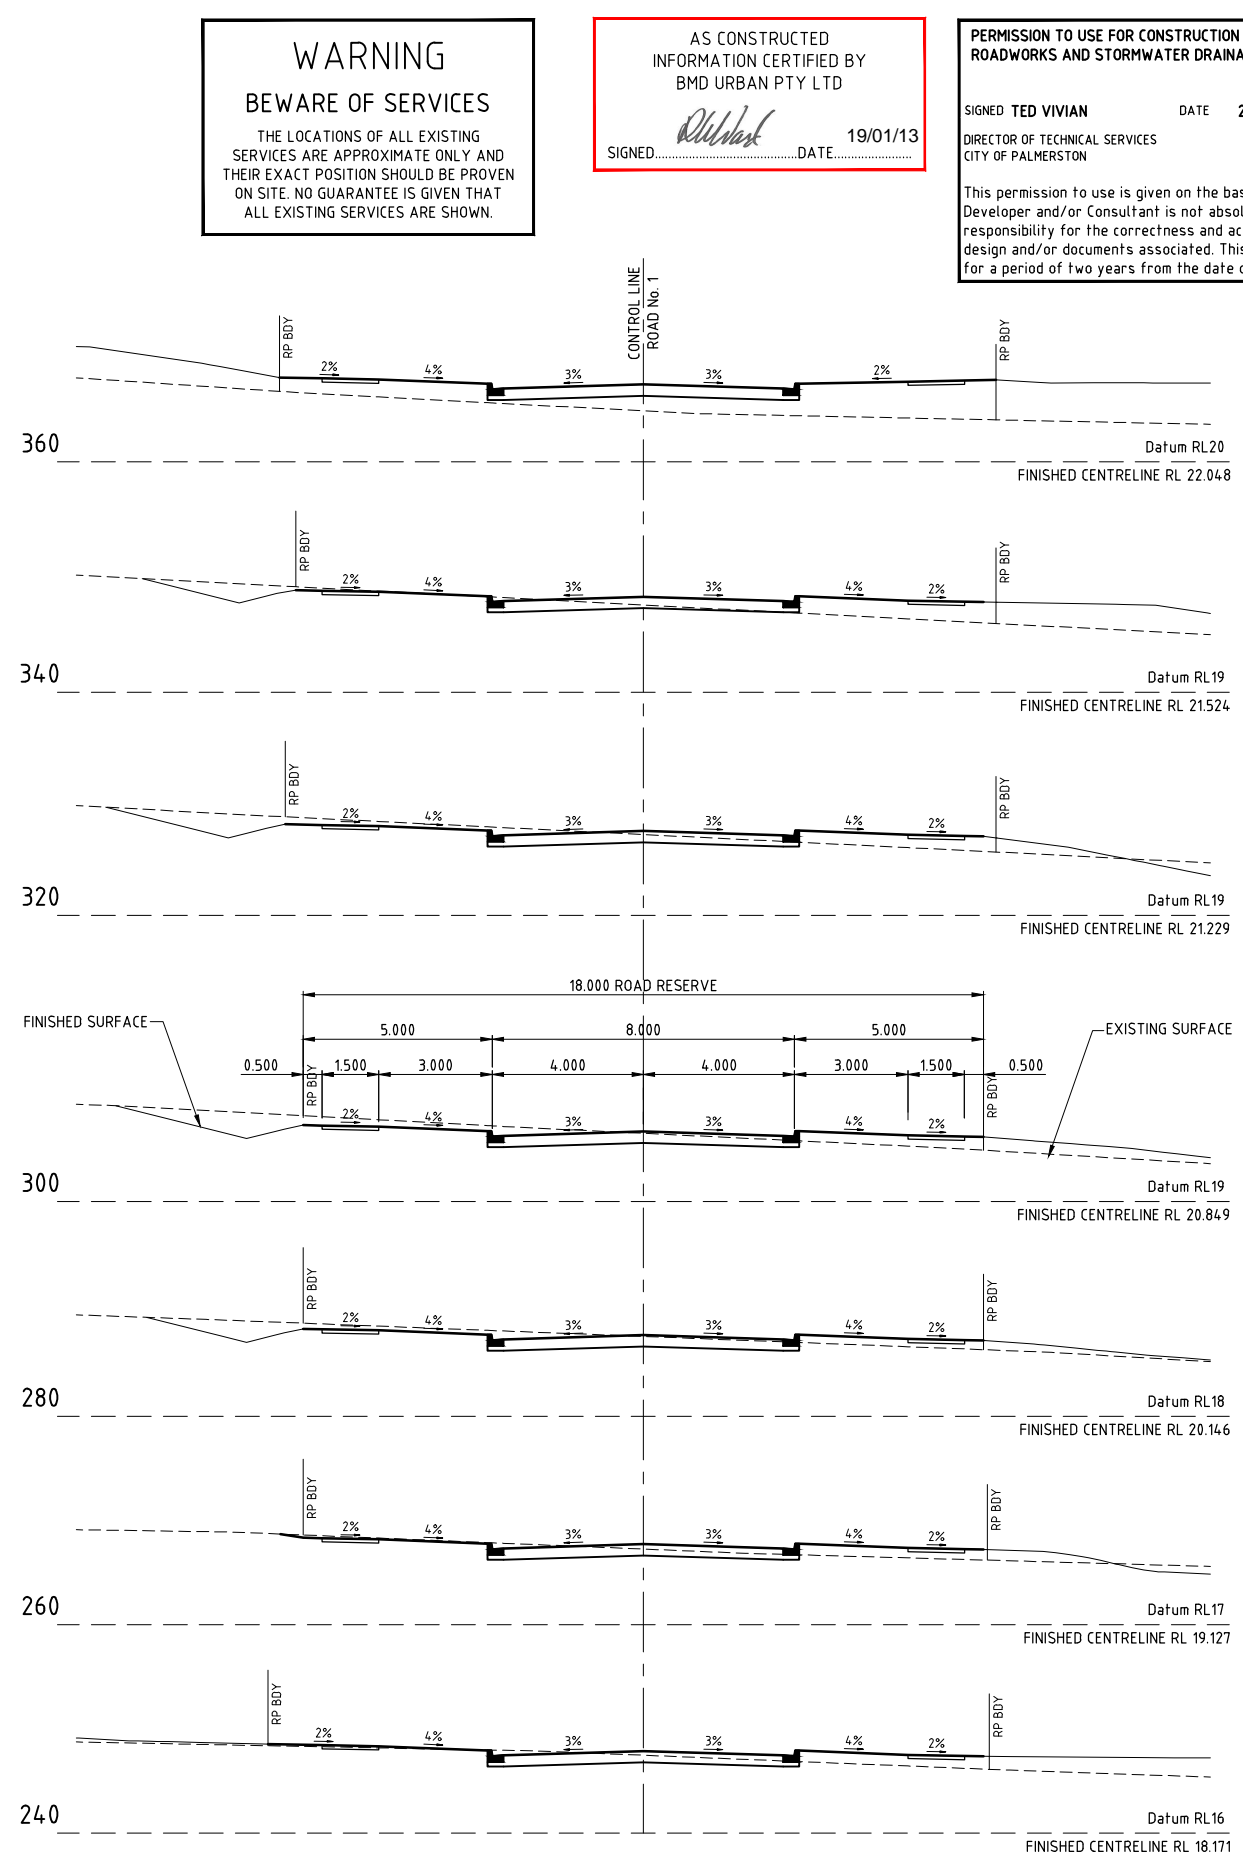 WARNING
BEWARE OF SERVICES
THE LOCATIONS OF ALL EXISTING
SERVICES ARE APPROXIMATE ONLY AND
THEIR EXACT POSITION SHOULD BE PROVEN
ON SITE. NO GUARANTEE IS GIVEN THAT
ALL EXISTING SERVICES ARE SHOWN.
AS CONSTRUCTED
INFORMATION CERTIFIED BY
BMD URBAN PTY LTD
SIGNED..........DATE.......... 19/01/13
PERMISSION TO USE FOR CONSTRUCTION
ROADWORKS AND STORMWATER DRAINA
SIGNED TED VIVIAN DATE 2
DIRECTOR OF TECHNICAL SERVICES
CITY OF PALMERSTON
This permission to use is given on the bas
Developer and/or Consultant is not absol
responsibility for the correctness and ac
design and/or documents associated. This
for a period of two years from the date o
CONTROL LINE
ROAD No. 1
RP BDY
RP BDY
2% 4% 3% 3% 2%
360
Datum RL20
FINISHED CENTRELINE RL 22.048
RP BDY
RP BDY
2% 4% 3% 3% 4% 2%
340
Datum RL19
FINISHED CENTRELINE RL 21.524
RP BDY
RP BDY
2% 4% 3% 3% 4% 2%
320
Datum RL19
FINISHED CENTRELINE RL 21.229
18.000 ROAD RESERVE
FINISHED SURFACE
EXISTING SURFACE
5.000 8.000 5.000
0.500 1.500 3.000 4.000 4.000 3.000 1.500 0.500
RP BDY
RP BDY
2% 4% 3% 3% 4% 2%
300
Datum RL19
FINISHED CENTRELINE RL 20.849
RP BDY
RP BDY
2% 4% 3% 3% 4% 2%
280
Datum RL18
FINISHED CENTRELINE RL 20.146
RP BDY
RP BDY
2% 4% 3% 3% 4% 2%
260
Datum RL17
FINISHED CENTRELINE RL 19.127
RP BDY
RP BDY
2% 4% 3% 3% 4% 2%
240
Datum RL16
FINISHED CENTRELINE RL 18.171